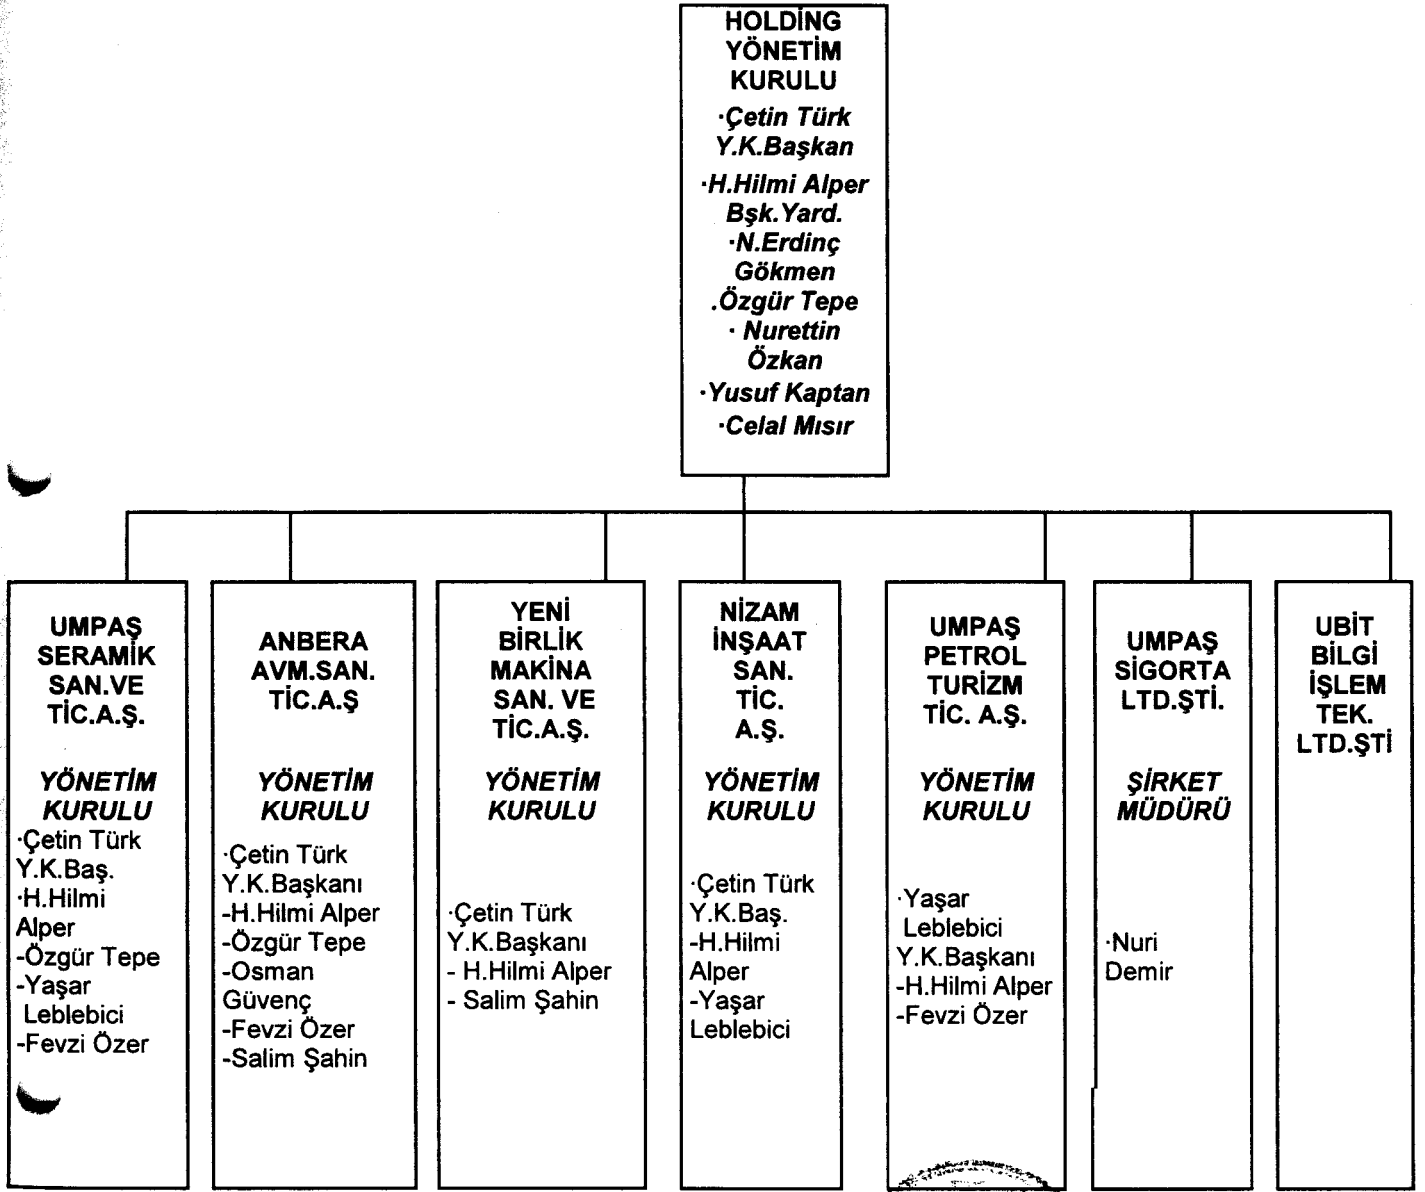 HOLDİNG
YÖNETİM
KURULU
·Çetin Türk
Y.K.Başkan
·H.Hilmi Alper
Bşk.Yard.
·N.Erdinç
Gökmen
.Özgür Tepe
· Nurettin
Özkan
·Yusuf Kaptan
·Celal Mısır
UMPAŞ
SERAMİK
SAN.VE
TİC.A.Ş.
YÖNETİM
KURULU
·Çetin Türk
Y.K.Baş.
·H.Hilmi
Alper
-Özgür Tepe
-Yaşar
Leblebici
-Fevzi Özer
ANBERA
AVM.SAN.
TİC.A.Ş
YÖNETİM
KURULU
·Çetin Türk
Y.K.Başkanı
-H.Hilmi Alper
-Özgür Tepe
-Osman
Güvenç
-Fevzi Özer
-Salim Şahin
YENİ
BİRLİK
MAKİNA
SAN. VE
TİC.A.Ş.
YÖNETİM
KURULU
·Çetin Türk
Y.K.Başkanı
- H.Hilmi Alper
- Salim Şahin
NİZAM
İNŞAAT
SAN.
TİC.
A.Ş.
YÖNETİM
KURULU
·Çetin Türk
Y.K.Baş.
-H.Hilmi
Alper
-Yaşar
Leblebici
UMPAŞ
PETROL
TURİZM
TİC. A.Ş.
YÖNETİM
KURULU
·Yaşar
Leblebici
Y.K.Başkanı
-H.Hilmi Alper
-Fevzi Özer
UMPAŞ
SİGORTA
LTD.ŞTİ.
ŞİRKET
MÜDÜRÜ
·Nuri
Demir
UBİT
BİLGİ
İŞLEM
TEK.
LTD.ŞTİ